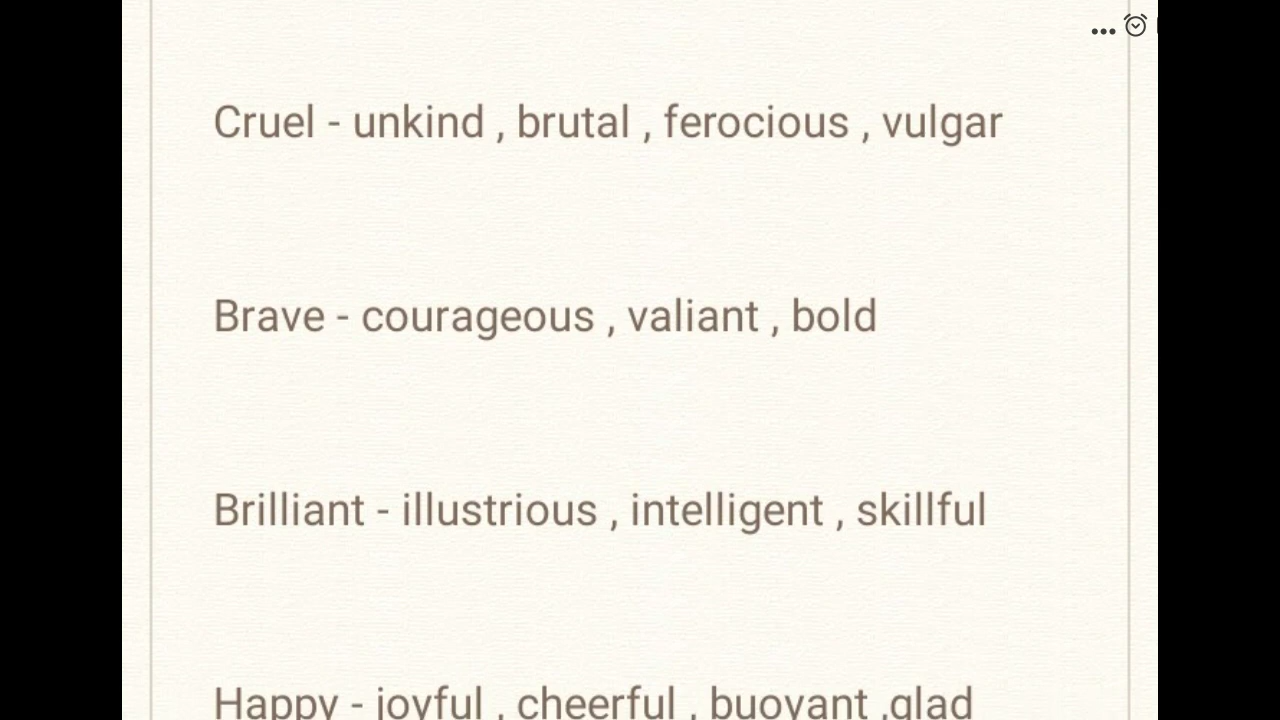 Cruel - unkind , brutal , ferocious , vulgar
Brave - courageous , valiant , bold
Brilliant - illustrious , intelligent , skillful
Happy - joyful , cheerful , buoyant ,glad